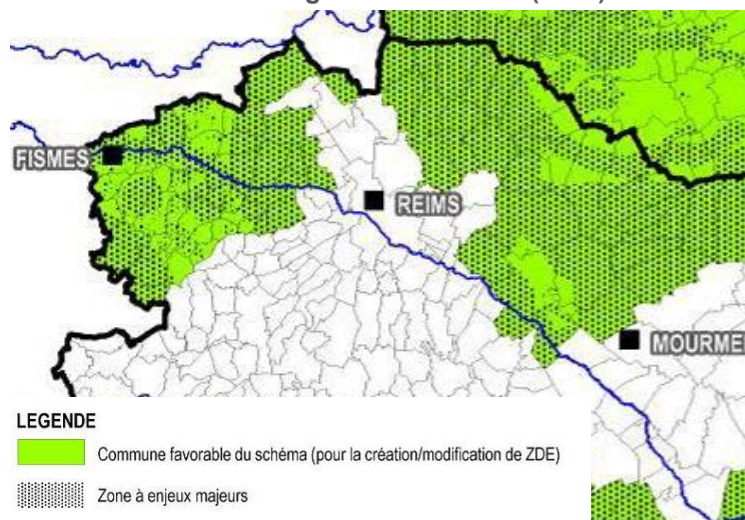 FISMES
REIMS
MOURME
LEGENDE
Commune favorable du schéma (pour la création/modification de ZDE)
Zone à enjeux majeurs